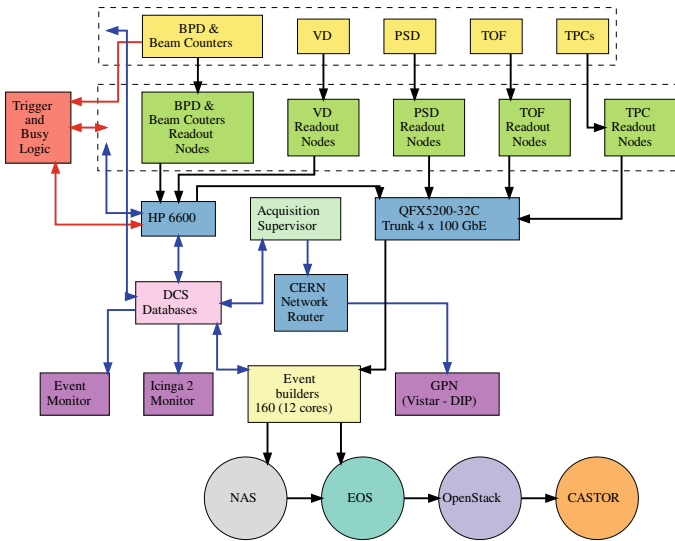 BPD &
Beam Counters
VD
PSD
TOF
TPCs
Trigger
and
Busy
Logic
BPD &
Beam Couters
Readout
Nodes
VD
Readout
Nodes
PSD
Readout
Nodes
TOF
Readout
Nodes
TPC
Readout
Nodes
HP 6600
Acquisition
Supervisor
QFX5200-32C
Trunk 4 x 100 GbE
DCS
Databases
CERN
Network
Router
Event
Monitor
Icinga 2
Monitor
Event
builders
160 (12 cores)
GPN
(Vistar - DIP)
NAS
EOS
OpenStack
CASTOR